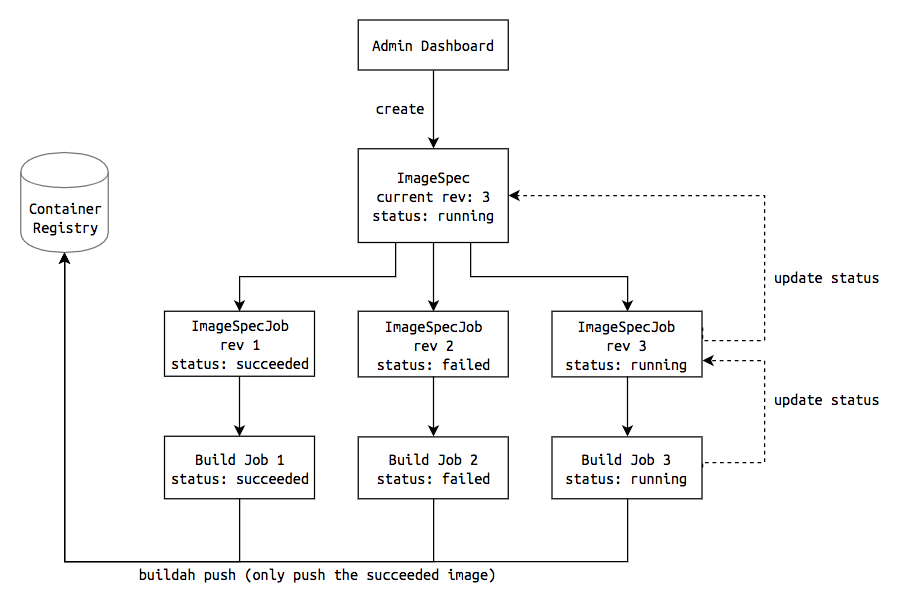 Admin Dashboard
create
ImageSpec
current rev: 3
status: running
Container
Registry
update status
ImageSpecJob
rev 1
status: succeeded
ImageSpecJob
rev 2
status: failed
ImageSpecJob
rev 3
status: running
update status
Build Job 1
status: succeeded
Build Job 2
status: failed
Build Job 3
status: running
buildah push (only push the succeeded image)